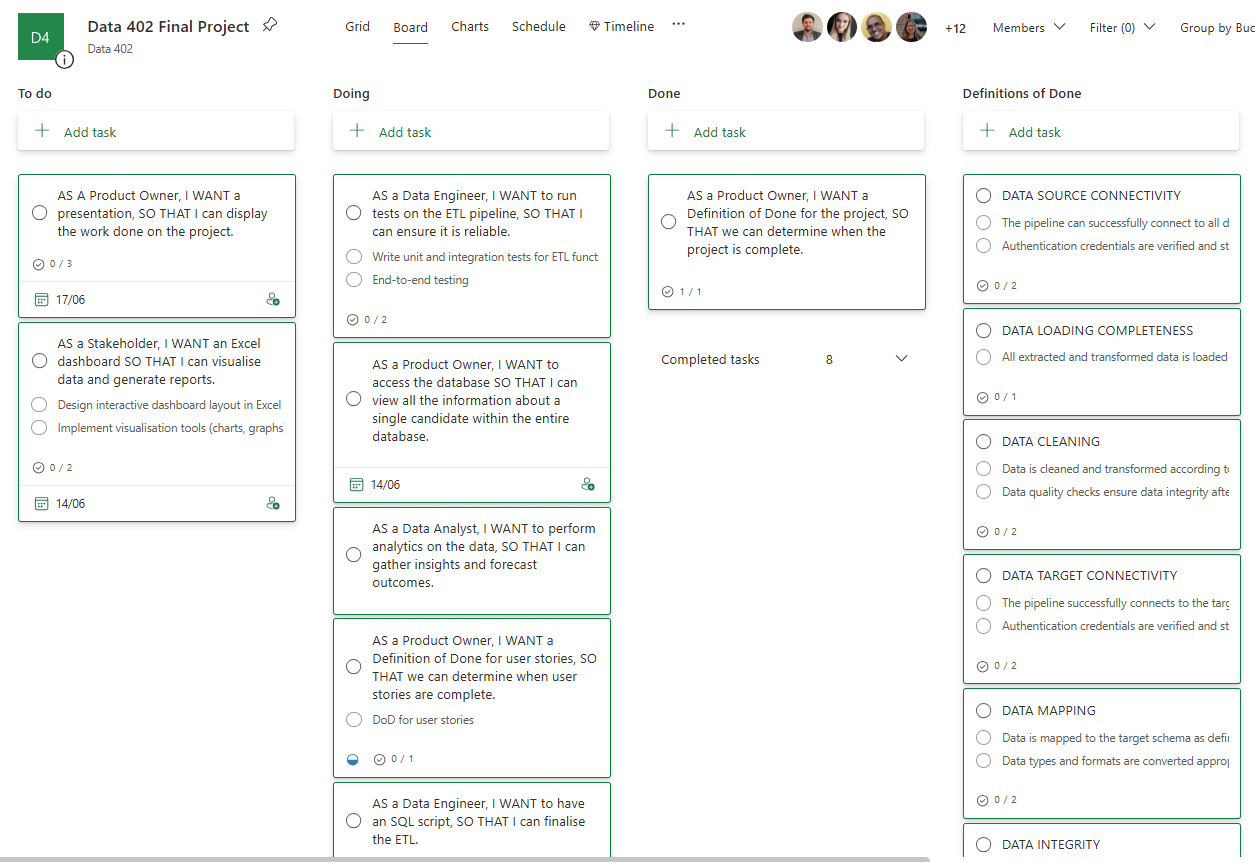 D4
Data 402 Final Project
Data 402
Grid
Board
Charts
Schedule
Timeline
...
+12
Members
Filter (0)
Group by Buc
To do
Add task
AS A Product Owner, I WANT a
presentation, SO THAT I can display
the work done on the project.
0 / 3
17/06
AS a Stakeholder, I WANT an Excel
dashboard SO THAT I can visualise
data and generate reports.
Design interactive dashboard layout in Excel
Implement visualisation tools (charts, graphs
0 / 2
14/06
Doing
Add task
AS a Data Engineer, I WANT to run
tests on the ETL pipeline, SO THAT I
can ensure it is reliable.
Write unit and integration tests for ETL funct
End-to-end testing
0 / 2
AS a Product Owner, I WANT to
access the database SO THAT I can
view all the information about a
single candidate within the entire
database.
14/06
AS a Data Analyst, I WANT to perform
analytics on the data, SO THAT I can
gather insights and forecast
outcomes.
AS a Product Owner, I WANT a
Definition of Done for user stories, SO
THAT we can determine when user
stories are complete.
DoD for user stories
0 / 1
AS a Data Engineer, I WANT to have
an SQL script, SO THAT I can finalise
the ETL.
Done
Add task
AS a Product Owner, I WANT a
Definition of Done for the project, SO
THAT we can determine when the
project is complete.
1 / 1
Completed tasks 8
Definitions of Done
Add task
DATA SOURCE CONNECTIVITY
The pipeline can successfully connect to all d
Authentication credentials are verified and st
0 / 2
DATA LOADING COMPLETENESS
All extracted and transformed data is loaded
0 / 1
DATA CLEANING
Data is cleaned and transformed according to
Data quality checks ensure data integrity afte
0 / 2
DATA TARGET CONNECTIVITY
The pipeline successfully connects to the targ
Authentication credentials are verified and st
0 / 2
DATA MAPPING
Data is mapped to the target schema as defi
Data types and formats are converted approp
0 / 2
DATA INTEGRITY